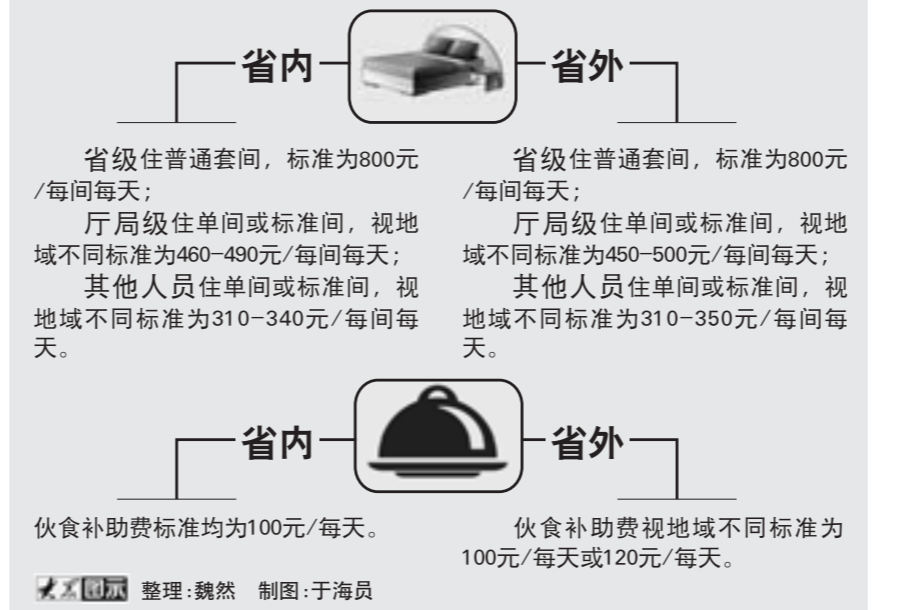 省内
省外
省级住普通套间，标准为800元
/每间每天；
厅局级住单间或标准间，视地
域不同标准为460-490元/每间每天；
其他人员住单间或标准间，视
地域不同标准为310-340元/每间每
天。
省级住普通套间，标准为800元
/每间每天；
厅局级住单间或标准间，视地
域不同标准为450-500元/每间每天；
其他人员住单间或标准间，视
地域不同标准为310-350元/每间每
天。
省内
省外
伙食补助费标准均为100元/每天。
伙食补助费视地域不同标准为
100元/每天或120元/每天。
图示 整理:魏然 制图:于海员